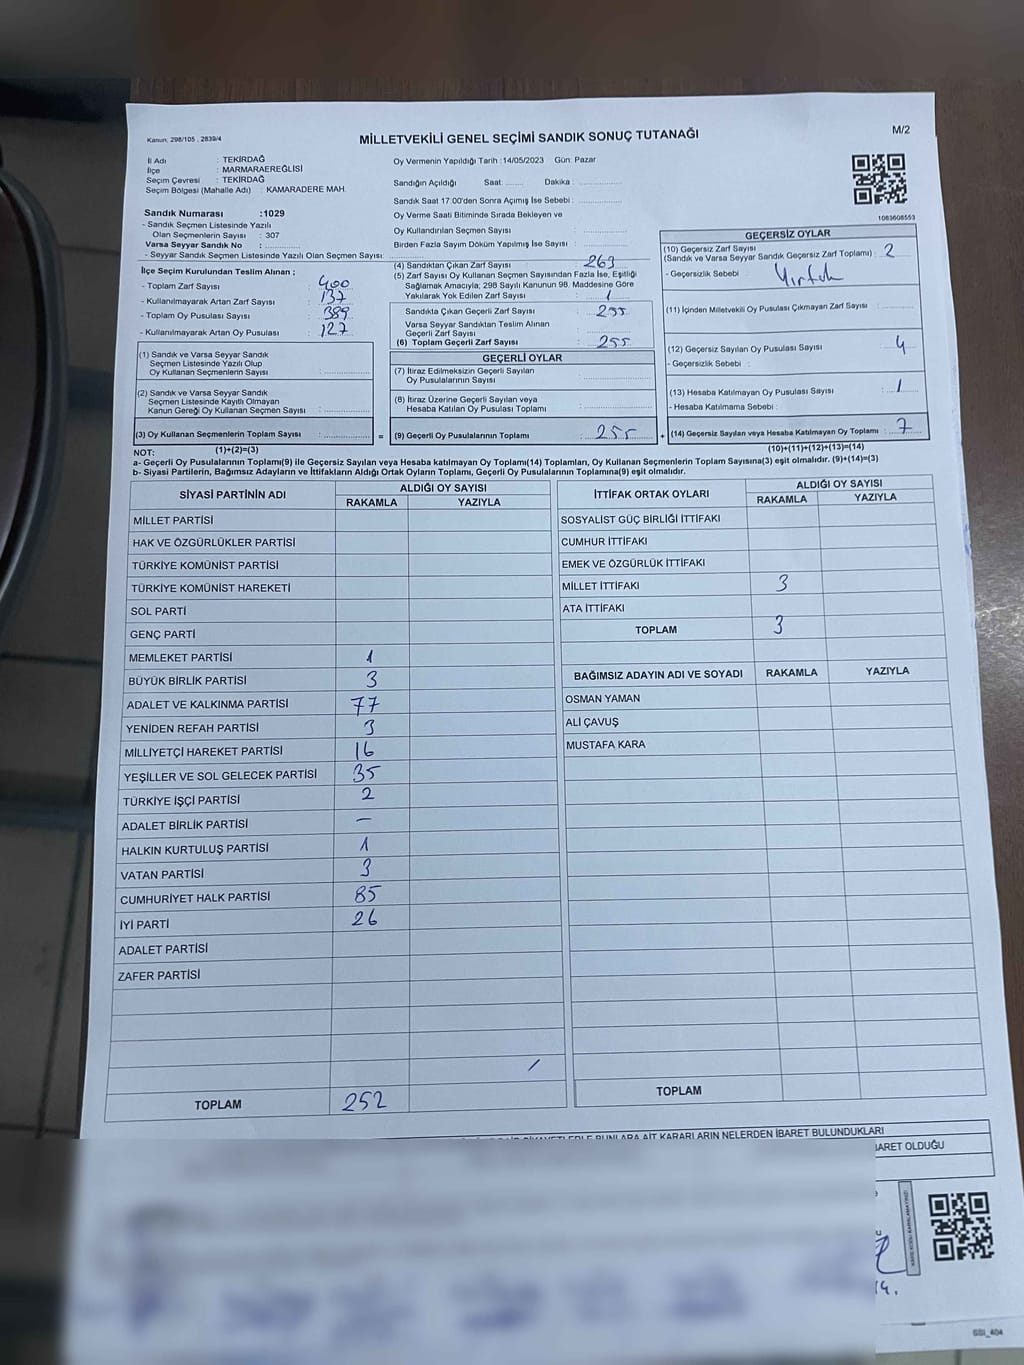 Kanun: 298/105 , 2839/4
MİLLETVEKİLİ GENEL SEÇİMİ SANDIK SONUÇ TUTANAĞI
M/2
İl Adı : TEKİRDAĞ
İlçe : MARMARAEREĞLİSİ
Seçim Çevresi : TEKİRDAĞ
Seçim Bölgesi (Mahalle Adı) : KAMARADERE MAH.
Sandık Numarası :1029
- Sandık Seçmen Listesinde Yazılı
Olan Seçmenlerin Sayısı : 307
Varsa Seyyar Sandık No : ............
- Seyyar Sandık Seçmen Listesinde Yazılı Olan Seçmen Sayısı: ............
Oy Vermenin Yapıldığı Tarih :14/05/2023 Gün: Pazar
Sandığın Açıldığı Saat: ....... Dakika : ............
Sandık Saat 17:00'den Sonra Açımış İse Sebebi : ............
Oy Verme Saati Bitiminde Sırada Bekleyen ve
Oy Kullandırılan Seçmen Sayısı : ............
Birden Fazla Sayım Döküm Yapılmış İse Sayısı : ............
1083608553
İlçe Seçim Kurulundan Teslim Alınan ;
- Toplam Zarf Sayısı : 400
- Kullanılmayarak Artan Zarf Sayısı : 137
- Toplam Oy Pusulası Sayısı : 389
- Kullanılmayarak Artan Oy Pusulası : 127
(4) Sandıktan Çıkan Zarf Sayısı : 263
(5) Zarf Sayısı Oy Kullanan Seçmen Sayısından Fazla İse, Eşitliği
Sağlamak Amacıyla; 298 Sayılı Kanunun 98. Maddesine Göre
Yakılarak Yok Edilen Zarf Sayısı : 1
Sandıkta Çıkan Geçerli Zarf Sayısı : 255
Varsa Seyyar Sandıktan Teslim Alınan
Geçerli Zarf Sayısı : ............
(6) Toplam Geçerli Zarf Sayısı : 255
GEÇERSİZ OYLAR
(10) Geçersiz Zarf Sayısı
(Sandık ve Varsa Seyyar Sandık Geçersiz Zarf Toplamı) : 2
- Geçersizlik Sebebi : Yırtık
(11) İçinden Milletvekili Oy Pusulası Çıkmayan Zarf Sayısı : ............
(12) Geçersiz Sayılan Oy Pusulası Sayısı : 4
- Geçersizlik Sebebi :
(13) Hesaba Katılmayan Oy Pusulası Sayısı : 1
- Hesaba Katılmama Sebebi :
(14) Geçersiz Sayılan veya Hesaba Katılmayan Oy Toplamı : 7
(1) Sandık ve Varsa Seyyar Sandık
Seçmen Listesinde Yazılı Olup
Oy Kullanan Seçmenlerin Sayısı : ............
(2) Sandık ve Varsa Seyyar Sandık
Seçmen Listesinde Kayıtlı Olmayan
Kanun Gereği Oy Kullanan Seçmen Sayısı : ............
(3) Oy Kullanan Seçmenlerin Toplam Sayısı : ............
=
GEÇERLİ OYLAR
(7) İtiraz Edilmeksizin Geçerli Sayılan
Oy Pusulalarının Sayısı : ............
(8) İtiraz Üzerine Geçerli Sayılan veya
Hesaba Katılan Oy Pusulası Toplamı : ............
(9) Geçerli Oy Pusulalarının Toplamı : 255
+
NOT: (1)+(2)=(3)
(10)+(11)+(12)+(13)=(14)
a- Geçerli Oy Pusulalarının Toplamı(9) ile Geçersiz Sayılan veya Hesaba katılmayan Oy Toplamı(14) Toplamları, Oy Kullanan Seçmenlerin Toplam Sayısına(3) eşit olmalıdır. (9)+(14)=(3)
b- Siyasi Partilerin, Bağımsız Adayların ve İttifakların Aldığı Ortak Oyların Toplamı, Geçerli Oy Pusulalarının Toplamına(9) eşit olmalıdır.
SİYASİ PARTİNİN ADI ALDIĞI OY SAYISI
RAKAMLA YAZIYLA
MİLLET PARTİSİ
HAK VE ÖZGÜRLÜKLER PARTİSİ
TÜRKİYE KOMÜNİST PARTİSİ
TÜRKİYE KOMÜNİST HAREKETİ
SOL PARTİ
GENÇ PARTİ
MEMLEKET PARTİSİ 1
BÜYÜK BİRLİK PARTİSİ 3
ADALET VE KALKINMA PARTİSİ 77
YENİDEN REFAH PARTİSİ 3
MİLLİYETÇİ HAREKET PARTİSİ 16
YEŞİLLER VE SOL GELECEK PARTİSİ 35
TÜRKİYE İŞÇİ PARTİSİ 2
ADALET BİRLİK PARTİSİ —
HALKIN KURTULUŞ PARTİSİ 1
VATAN PARTİSİ 3
CUMHURİYET HALK PARTİSİ 85
İYİ PARTİ 26
ADALET PARTİSİ
ZAFER PARTİSİ
TOPLAM 252
İTTİFAK ORTAK OYLARI ALDIĞI OY SAYISI
RAKAMLA YAZIYLA
SOSYALİST GÜÇ BİRLİĞİ İTTİFAKI
CUMHUR İTTİFAKI
EMEK VE ÖZGÜRLÜK İTTİFAKI
MİLLET İTTİFAKI 3
ATA İTTİFAKI
TOPLAM 3
BAĞIMSIZ ADAYIN ADI VE SOYADI RAKAMLA YAZIYLA
OSMAN YAMAN
ALİ ÇAVUŞ
MUSTAFA KARA
TOPLAM
BUNLARA AİT KARARLARIN NELERDEN İBARET BULUNDUKLARI
İBARET OLDUĞU
14.